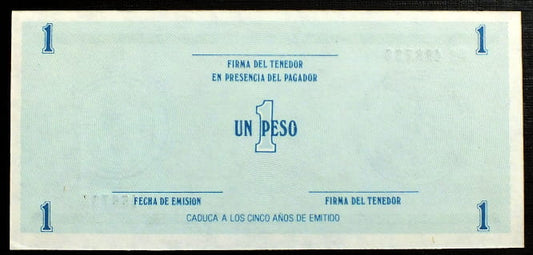 1 1
FIRMA DEL TENEDOR
EN PRESENCIA DEL PAGADOR
1
UN PESO
FECHA DE EMISION FIRMA DEL TENEDOR
1 1
CADUCA A LOS CINCO AÑOS DE EMITIDO